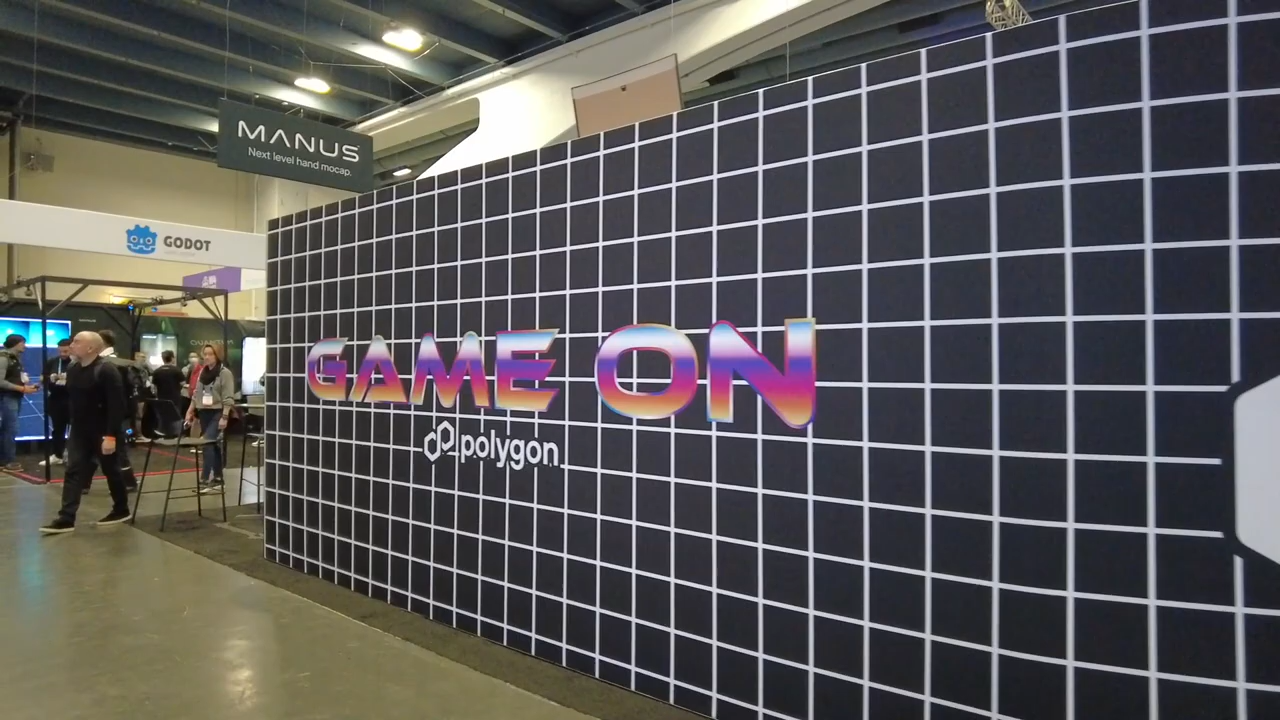 MANUS
Next level hand mocap.
GODOT
GAME ON
polygon